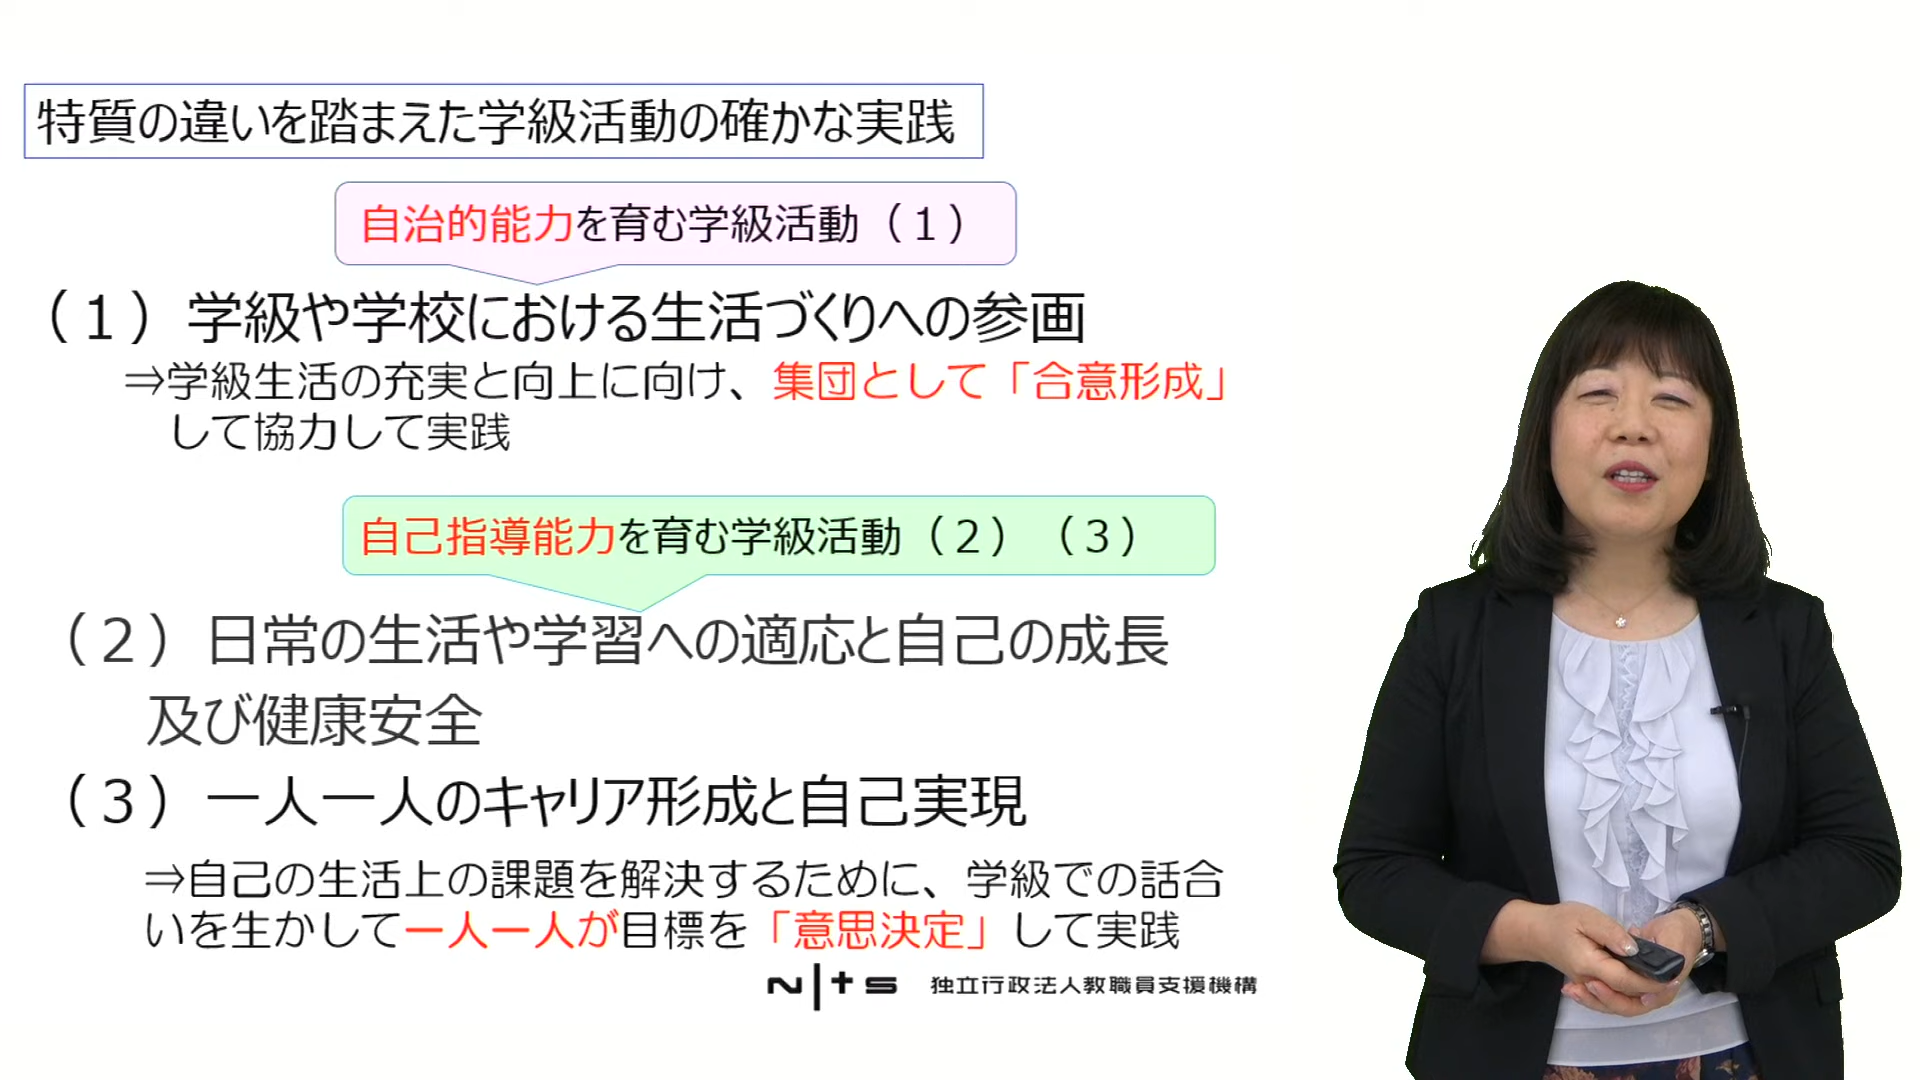 特質の違いを踏まえた学級活動の確かな実践
自治的能力を育む学級活動（１）
（１）学級や学校における生活づくりへの参画
⇒学級生活の充実と向上に向け、集団として「合意形成」
して協力して実践
自己指導能力を育む学級活動（２）（３）
（２）日常の生活や学習への適応と自己の成長
及び健康安全
（３）一人一人のキャリア形成と自己実現
⇒自己の生活上の課題を解決するために、学級での話合
いを生かして一人一人が目標を「意思決定」して実践
NITS 独立行政法人教職員支援機構